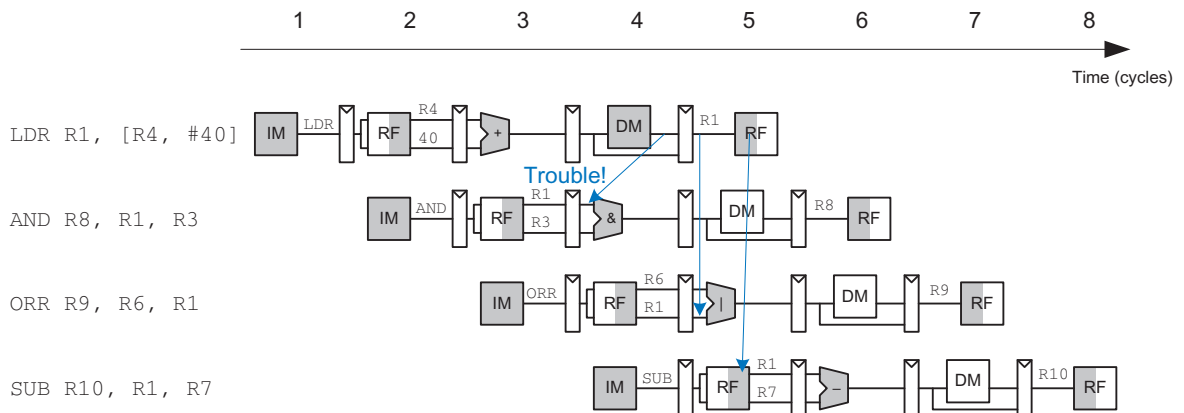 1 2 3 4 5 6 7 8
Time (cycles)
LDR R1, [R4, #40] IM LDR RF R4 40 + DM R1 RF
Trouble!
AND R8, R1, R3 IM AND RF R1 R3 & DM R8 RF
ORR R9, R6, R1 IM ORR RF R6 R1 | DM R9 RF
SUB R10, R1, R7 IM SUB RF R1 R7 – DM R10 RF